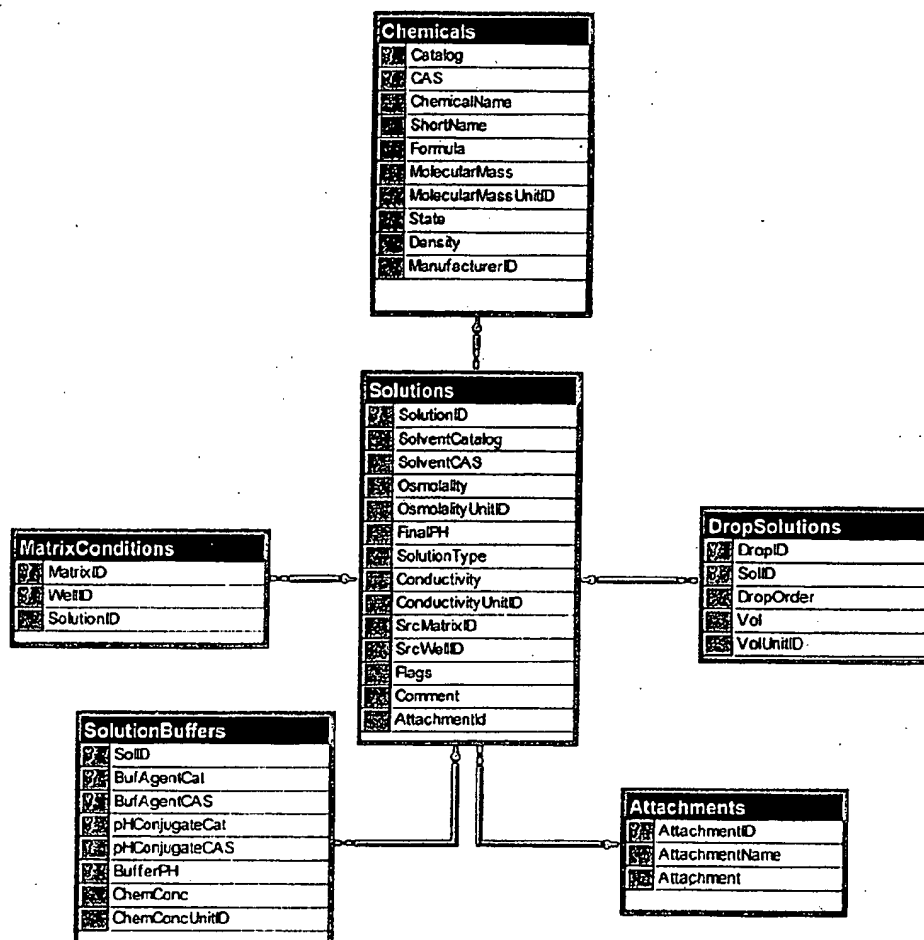 Chemicals
Catalog
CAS
ChemicalName
ShortName
Formula
MolecularMass
MolecularMassUnitID
State
Density
ManufacturerID
Solutions
SolutionID
SolventCatalog
SolventCAS
Osmolality
OsmolalityUnitID
FinalPH
SolutionType
Conductivity
ConductivityUnitID
SrcMatrixID
SrcWellID
Flags
Comment
AttachmentId
MatrixConditions
MatrixID
WellID
SolutionID
DropSolutions
DropID
SolID
DropOrder
Vol
VolUnitID
SolutionBuffers
SolID
BufAgentCat
BufAgentCAS
pHConjugateCat
pHConjugateCAS
BufferPH
ChemConc
ChemConcUnitID
Attachments
AttachmentID
AttachmentName
Attachment